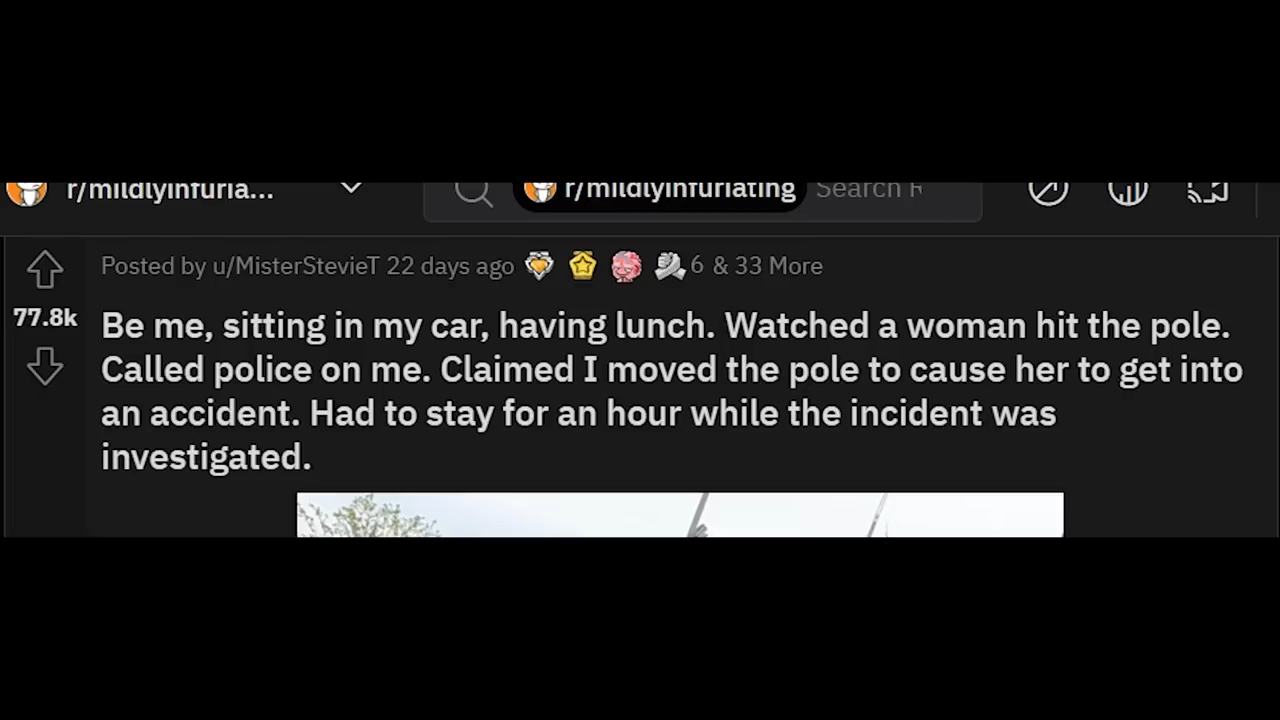 r/mildlyinfuria... r/mildlyinfuriating Search R
Posted by u/MisterStevieT 22 days ago 6 & 33 More
77.8k
Be me, sitting in my car, having lunch. Watched a woman hit the pole.
Called police on me. Claimed I moved the pole to cause her to get into
an accident. Had to stay for an hour while the incident was
investigated.